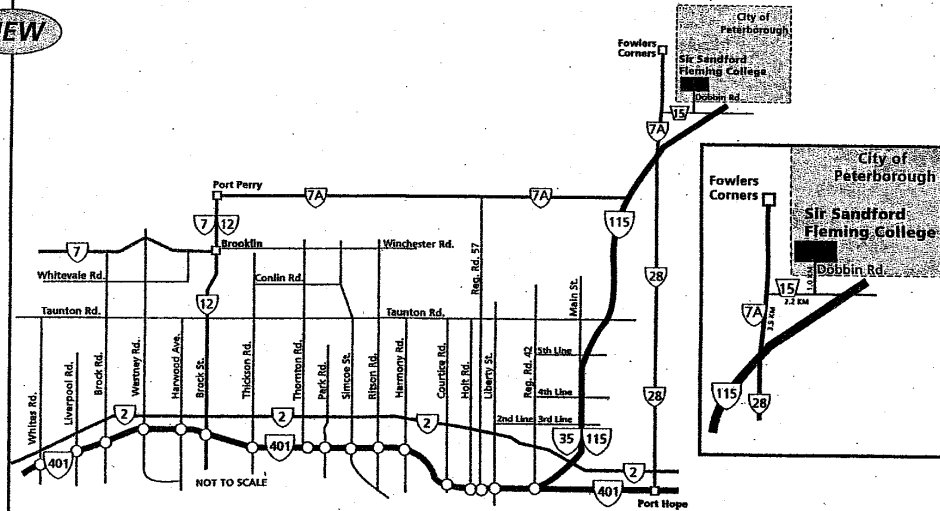 EW
City of
Peterborough
Fowlers
Corners
Sir Sandford
Fleming College
Dobbin Rd.
15
7A
Port Perry
7A
7A
7
12
115
Brooklin
Winchester Rd.
7
Whitevale Rd.
Conlin Rd.
Reg. Rd. 57
28
12
Main St.
Taunton Rd.
Taunton Rd.
Whites Rd.
Liverpool Rd.
Brock Rd.
Westney Rd.
Harwood Ave.
Brock St.
Thickson Rd.
Thornton Rd.
Park Rd.
Simcoe St.
Ritson Rd.
Harmony Rd.
Courtice Rd.
Holt Rd.
Liberty St.
Reg. Rd. 42
5th Line
4th Line
2nd Line
3rd Line
28
2
2
2
35
115
2
401
401
401
NOT TO SCALE
Port Hope
City of
Peterborough
Fowlers
Corners
Sir Sandford
Fleming College
Dobbin Rd.
1.0 KM
15
2.2 KM
7A
115
28